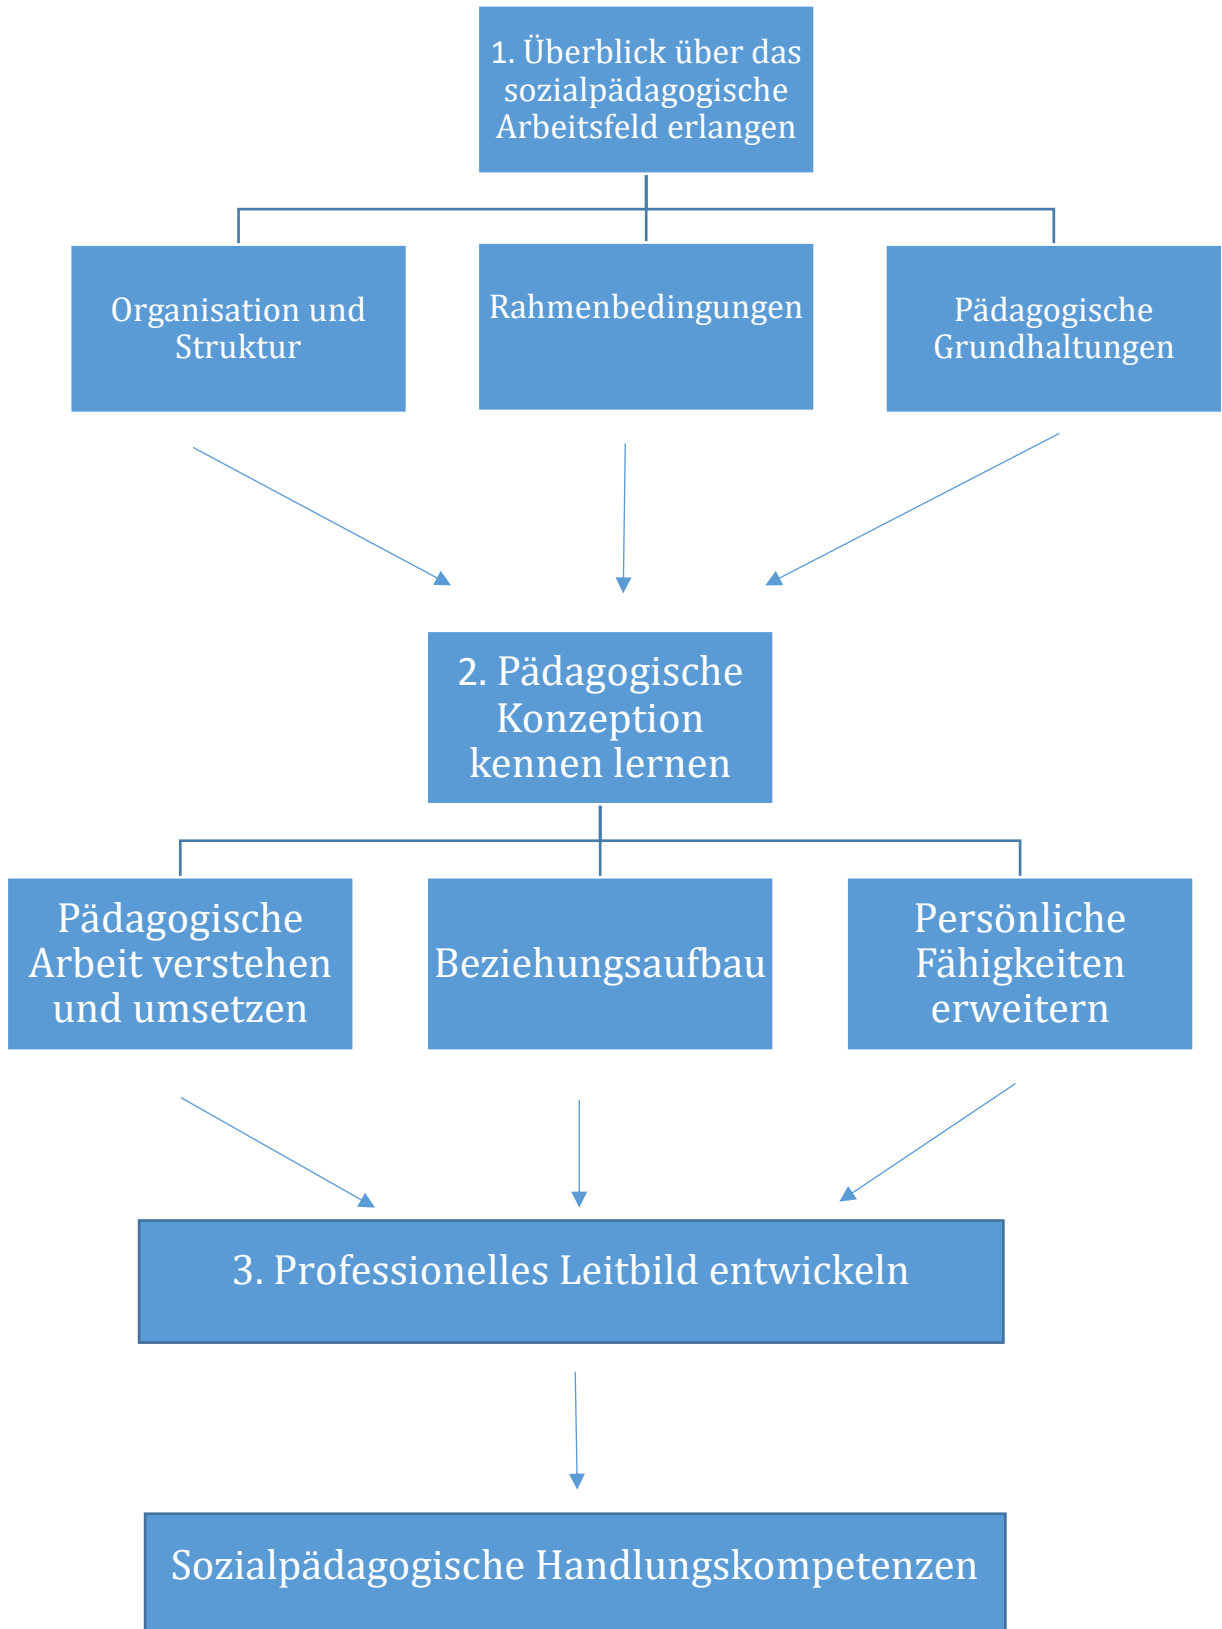 1. Überblick über das
sozialpädagogische
Arbeitsfeld erlangen
Organisation und
Struktur
Rahmenbedingungen
Pädagogische
Grundhaltungen
2. Pädagogische
Konzeption
kennen lernen
Pädagogische
Arbeit verstehen
und umsetzen
Beziehungsaufbau
Persönliche
Fähigkeiten
erweitern
3. Professionelles Leitbild entwickeln
Sozialpädagogische Handlungskompetenzen